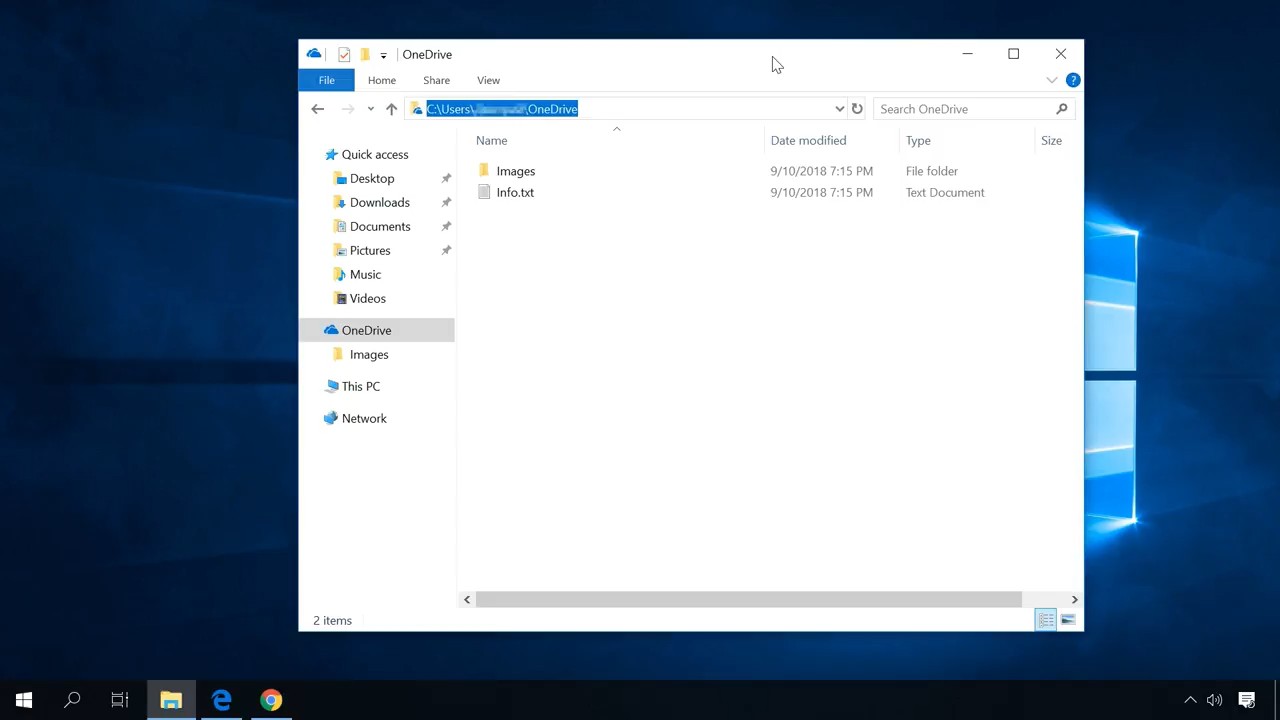 OneDrive
File Home Share View
C:\Users\ \OneDrive
Search OneDrive
Name Date modified Type Size
Quick access
Desktop
Downloads
Documents
Pictures
Music
Videos
OneDrive
Images
This PC
Network
Images 9/10/2018 7:15 PM File folder
Info.txt 9/10/2018 7:15 PM Text Document
2 items